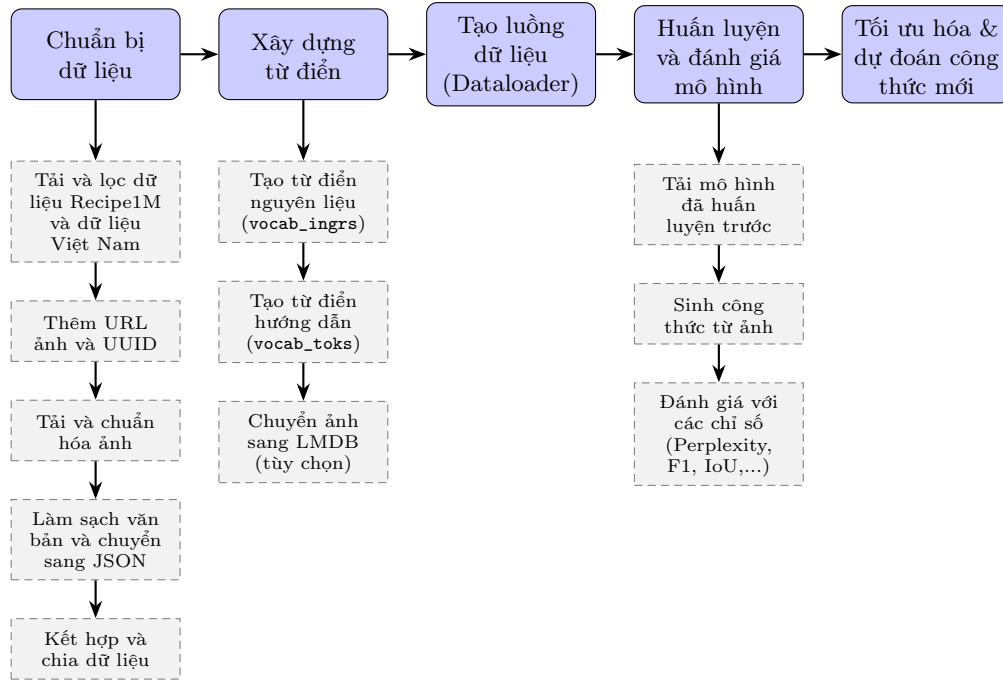 Chuẩn bị
dữ liệu
Xây dựng
từ điển
Tạo luồng
dữ liệu
(Dataloader)
Huấn luyện
và đánh giá
mô hình
Tối ưu hóa &
dự đoán công
thức mới
Tải và lọc dữ
liệu Recipe1M
và dữ liệu
Việt Nam
Thêm URL
ảnh và UUID
Tải và chuẩn
hóa ảnh
Làm sạch văn
bản và chuyển
sang JSON
Kết hợp và
chia dữ liệu
Tạo từ điển
nguyên liệu
(vocab_ingrs)
Tạo từ điển
hướng dẫn
(vocab_toks)
Chuyển ảnh
sang LMDB
(tùy chọn)
Tải mô hình
đã huấn
luyện trước
Sinh công
thức từ ảnh
Đánh giá với
các chỉ số
(Perplexity,
F1, IoU,...)